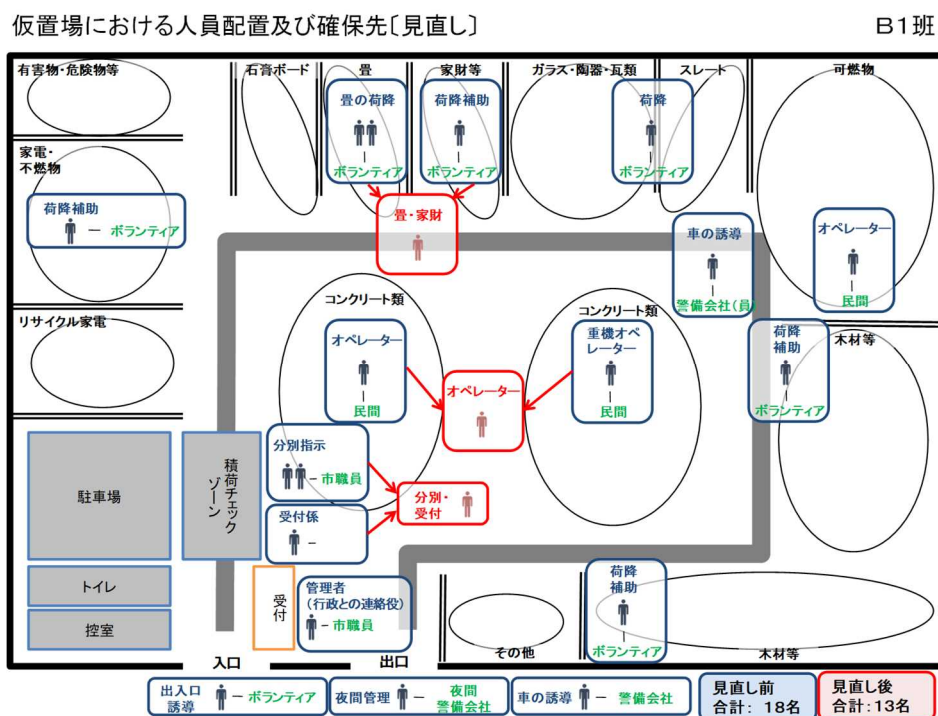 仮置場における人員配置及び確保先〔見直し〕
B1班
有害物・危険物等
石膏ボード
畳
家財等
ガラス・陶器・瓦類
スレート
可燃物
畳の荷降
ボランティア
荷降補助
ボランティア
荷降
ボランティア
家電・
不燃物
荷降補助
－ ボランティア
畳・家財
車の誘導
警備会社(員)
オペレーター
民間
リサイクル家電
コンクリート類
オペレーター
民間
コンクリート類
重機オペ
レーター
民間
オペレーター
荷降
補助
ボランティア
木材等
駐車場
積荷チェック
ゾーン
分別指示
－ 市職員
受付係
－
分別・
受付
トイレ
控室
受付
管理者
(行政との連絡役)
－ 市職員
荷降
補助
ボランティア
その他
木材等
入口
出口
出入口
誘導
－ ボランティア
夜間管理
－ 夜間
警備会社
車の誘導
－ 警備会社
見直し前
合計： 18名
見直し後
合計：13名